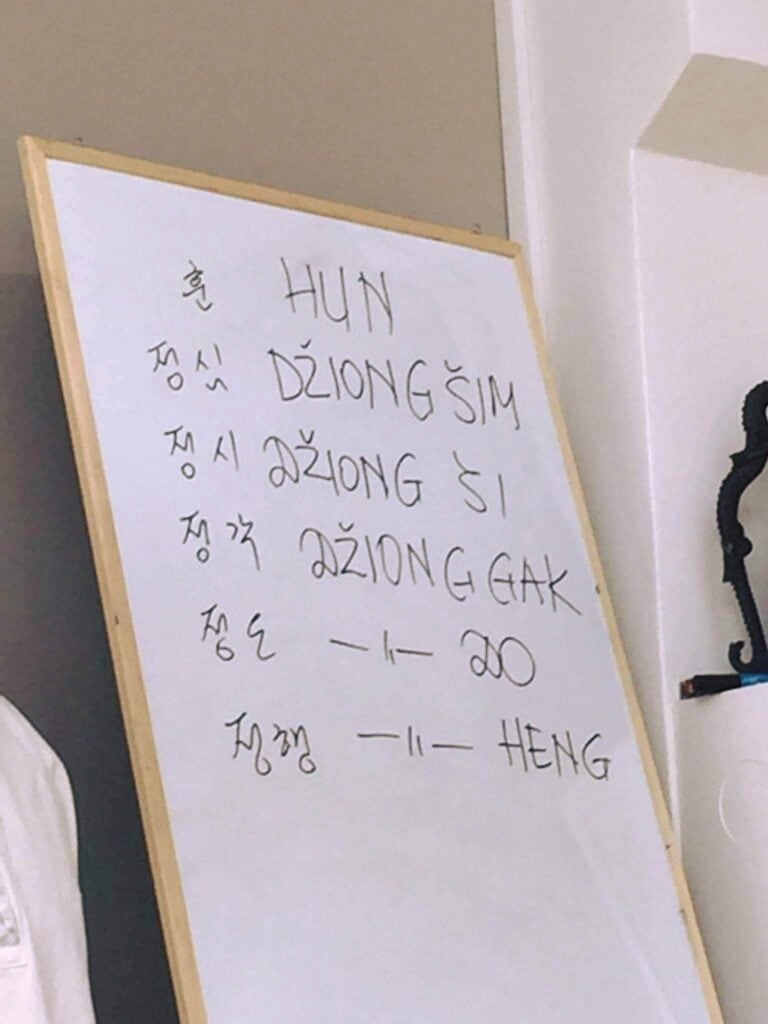 훈 HUN
정심 DŽIONG ŠIM
정시 DŽIONG ŠI
정각 DŽIONG GAK
정도 —〃— DO
정행 —〃— HENG